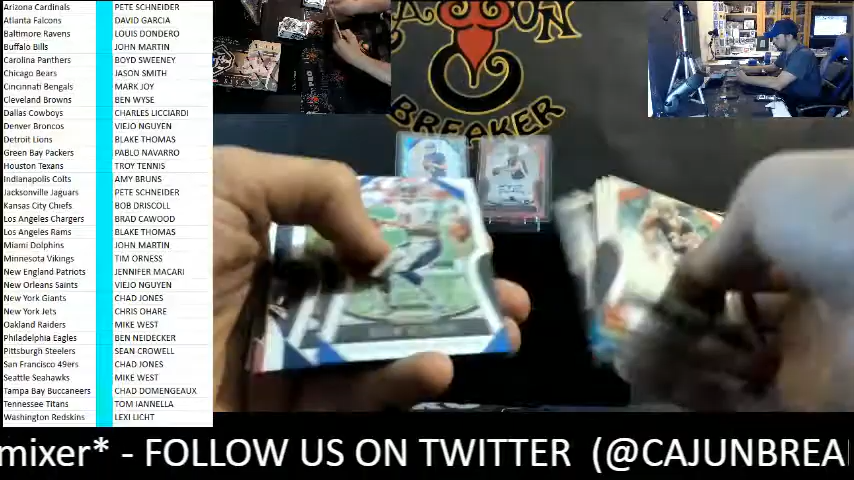 Arizona Cardinals PETE SCHNEIDER
Atlanta Falcons DAVID GARCIA
Baltimore Ravens LOUIS DONDERO
Buffalo Bills JOHN MARTIN
Carolina Panthers BOYD SWEENEY
Chicago Bears JASON SMITH
Cincinnati Bengals MARK JOY
Cleveland Browns BEN WYSE
Dallas Cowboys CHARLES LICCIARDI
Denver Broncos VIEJO NGUYEN
Detroit Lions BLAKE THOMAS
Green Bay Packers PABLO NAVARRO
Houston Texans TROY TENNIS
Indianapolis Colts AMY BRUNS
Jacksonville Jaguars PETE SCHNEIDER
Kansas City Chiefs BOB DRISCOLL
Los Angeles Chargers BRAD CAWOOD
Los Angeles Rams BLAKE THOMAS
Miami Dolphins JOHN MARTIN
Minnesota Vikings TIM ORNESS
New England Patriots JENNIFER MACARI
New Orleans Saints VIEJO NGUYEN
New York Giants CHAD JONES
New York Jets CHRIS OHARE
Oakland Raiders MIKE WEST
Philadelphia Eagles BEN NEIDECKER
Pittsburgh Steelers SEAN CROWELL
San Francisco 49ers CHAD JONES
Seattle Seahawks MIKE WEST
Tampa Bay Buccaneers CHAD DOMENGEAUX
Tennessee Titans TOM IANNELLA
Washington Redskins LEXI LICHT
BREAKER
mixer* - FOLLOW US ON TWITTER (@CAJUNBREA